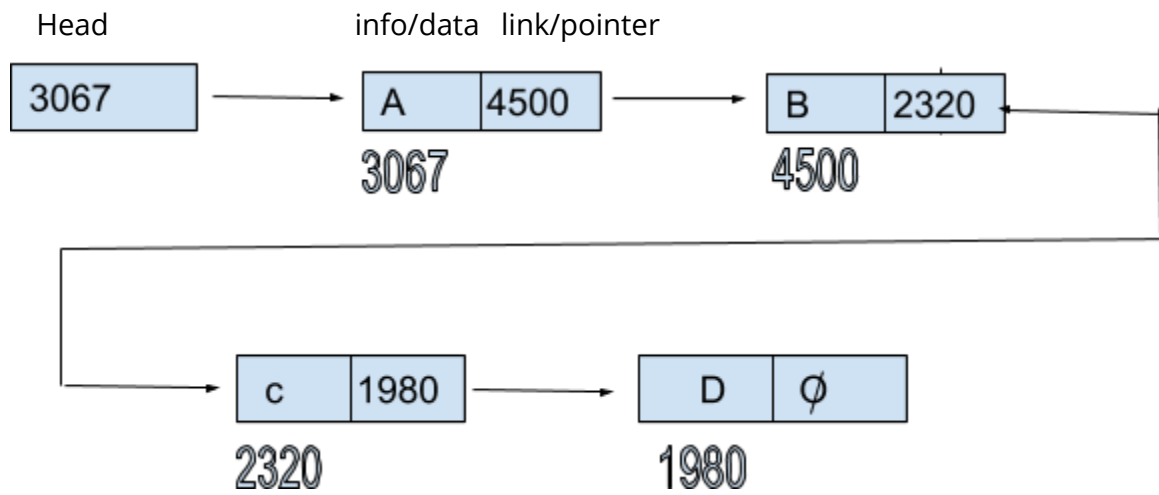 Head info/data link/pointer
3067 A 4500 B 2320
3067 4500
c 1980 D Ø
2320 1980